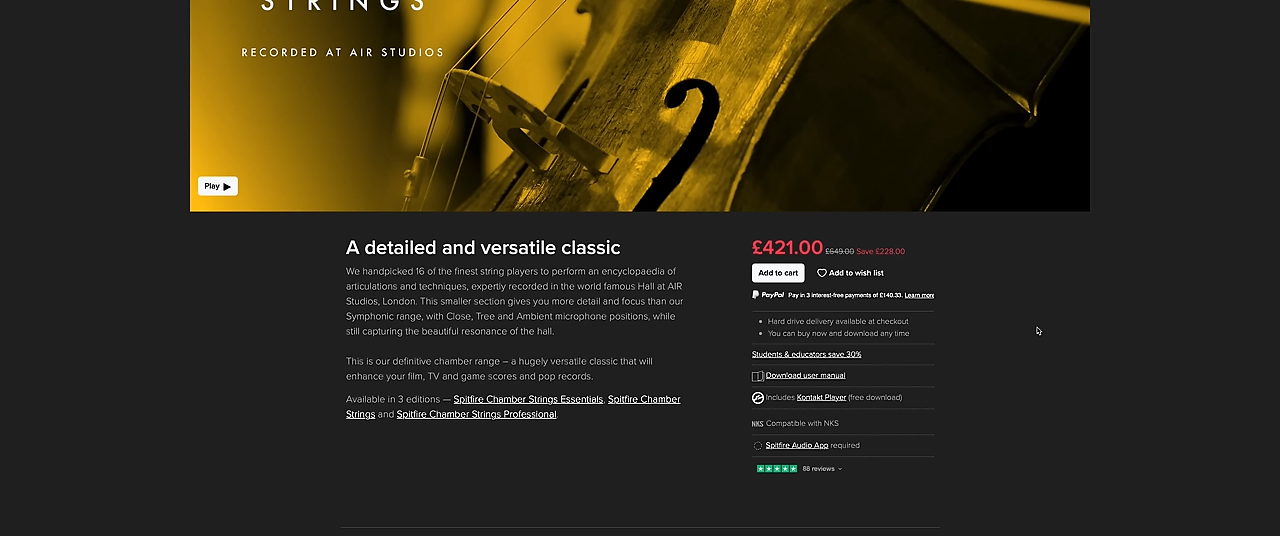 STRINGS
RECORDED AT AIR STUDIOS
Play
A detailed and versatile classic
We handpicked 16 of the finest string players to perform an encyclopaedia of
articulations and techniques, expertly recorded in the world famous Hall at AIR
Studios, London. This smaller section gives you more detail and focus than our
Symphonic range, with Close, Tree and Ambient microphone positions, while
still capturing the beautiful resonance of the hall.
This is our definitive chamber range – a hugely versatile classic that will
enhance your film, TV and game scores and pop records.
Available in 3 editions — Spitfire Chamber Strings Essentials, Spitfire Chamber
Strings and Spitfire Chamber Strings Professional.
£421.00 £649.00 Save £228.00
Add to cart Add to wish list
PayPal Pay in 3 interest-free payments of £140.33. Learn more
Hard drive delivery available at checkout
You can buy now and download any time
Students & educators save 30%
Download user manual
Includes Kontakt Player (free download)
NKS Compatible with NKS
Spitfire Audio App required
88 reviews